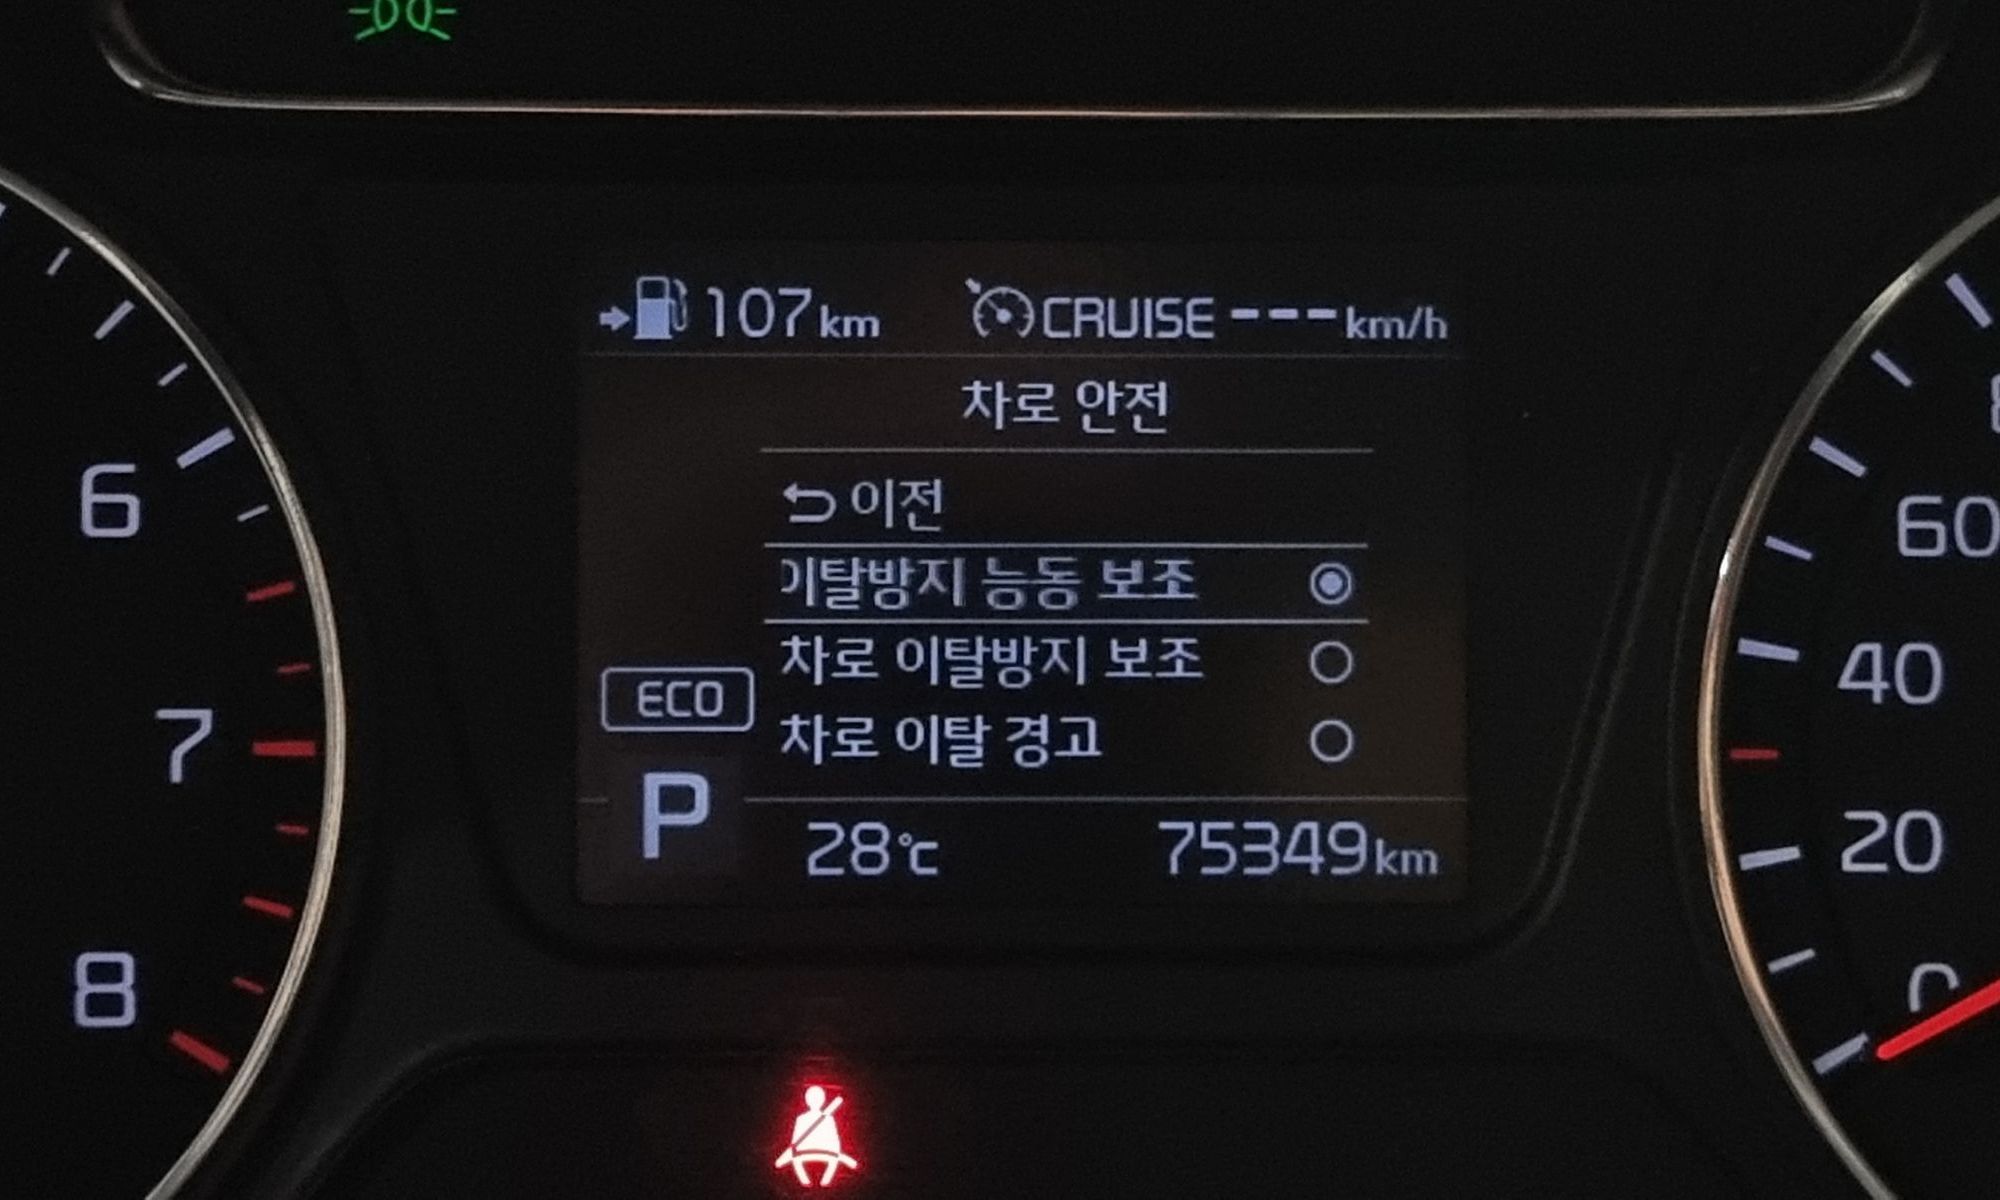 107km CRUISE ---km/h
차로 안전
이전
이탈방지 능동 보조
차로 이탈방지 보조
차로 이탈 경고
ECO
P
28℃ 75349km
6
7
8
60
40
20
0